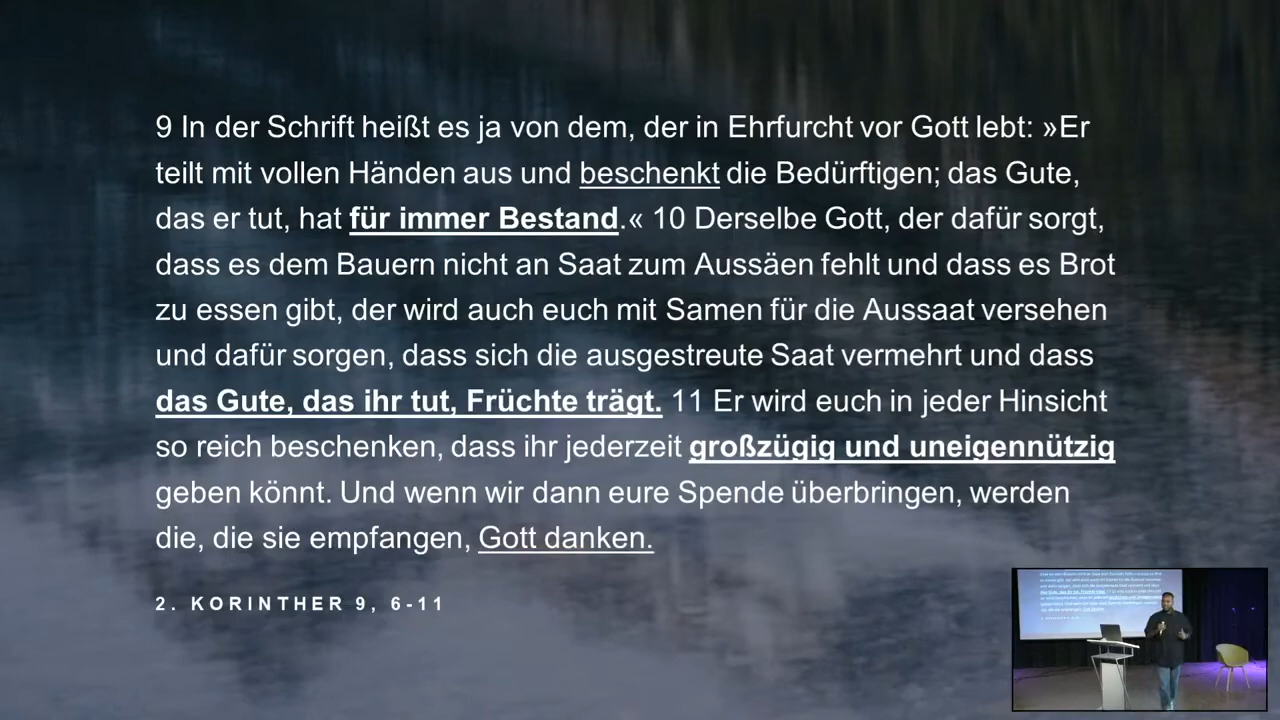 9 In der Schrift heißt es ja von dem, der in Ehrfurcht vor Gott lebt: »Er
teilt mit vollen Händen aus und beschenkt die Bedürftigen; das Gute,
das er tut, hat für immer Bestand.« 10 Derselbe Gott, der dafür sorgt,
dass es dem Bauern nicht an Saat zum Aussäen fehlt und dass es Brot
zu essen gibt, der wird auch euch mit Samen für die Aussaat versehen
und dafür sorgen, dass sich die ausgestreute Saat vermehrt und dass
das Gute, das ihr tut, Früchte trägt. 11 Er wird euch in jeder Hinsicht
so reich beschenken, dass ihr jederzeit großzügig und uneigennützig
geben könnt. Und wenn wir dann eure Spende überbringen, werden
die, die sie empfangen, Gott danken.
2. KORINTHER 9, 6-11